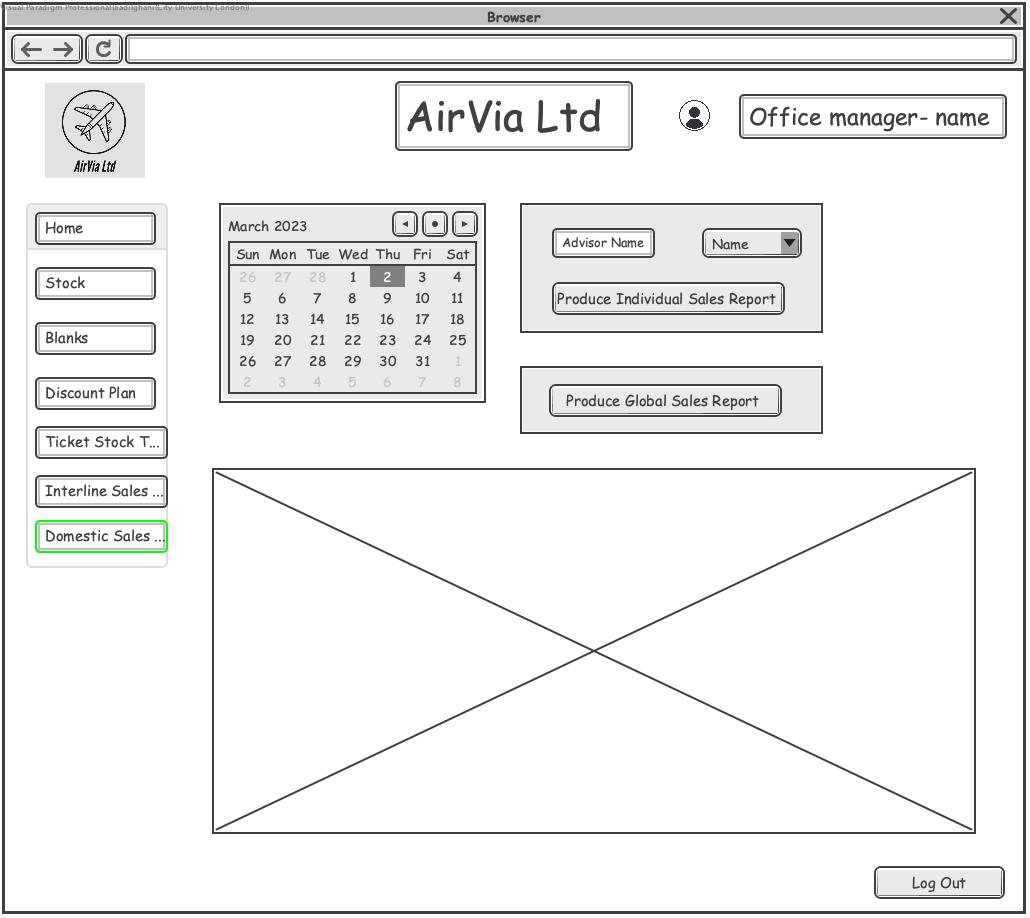 Visual Paradigm Professional(aadilghani(City University London))
Browser
AirVia Ltd
Office manager- name
AirVia Ltd
Home
Stock
Blanks
Discount Plan
Ticket Stock T...
Interline Sales ...
Domestic Sales ...
March 2023
Sun Mon Tue Wed Thu Fri Sat
26 27 28 1 2 3 4
5 6 7 8 9 10 11
12 13 14 15 16 17 18
19 20 21 22 23 24 25
26 27 28 29 30 31 1
2 3 4 5 6 7 8
Advisor Name
Name
Produce Individual Sales Report
Produce Global Sales Report
Log Out